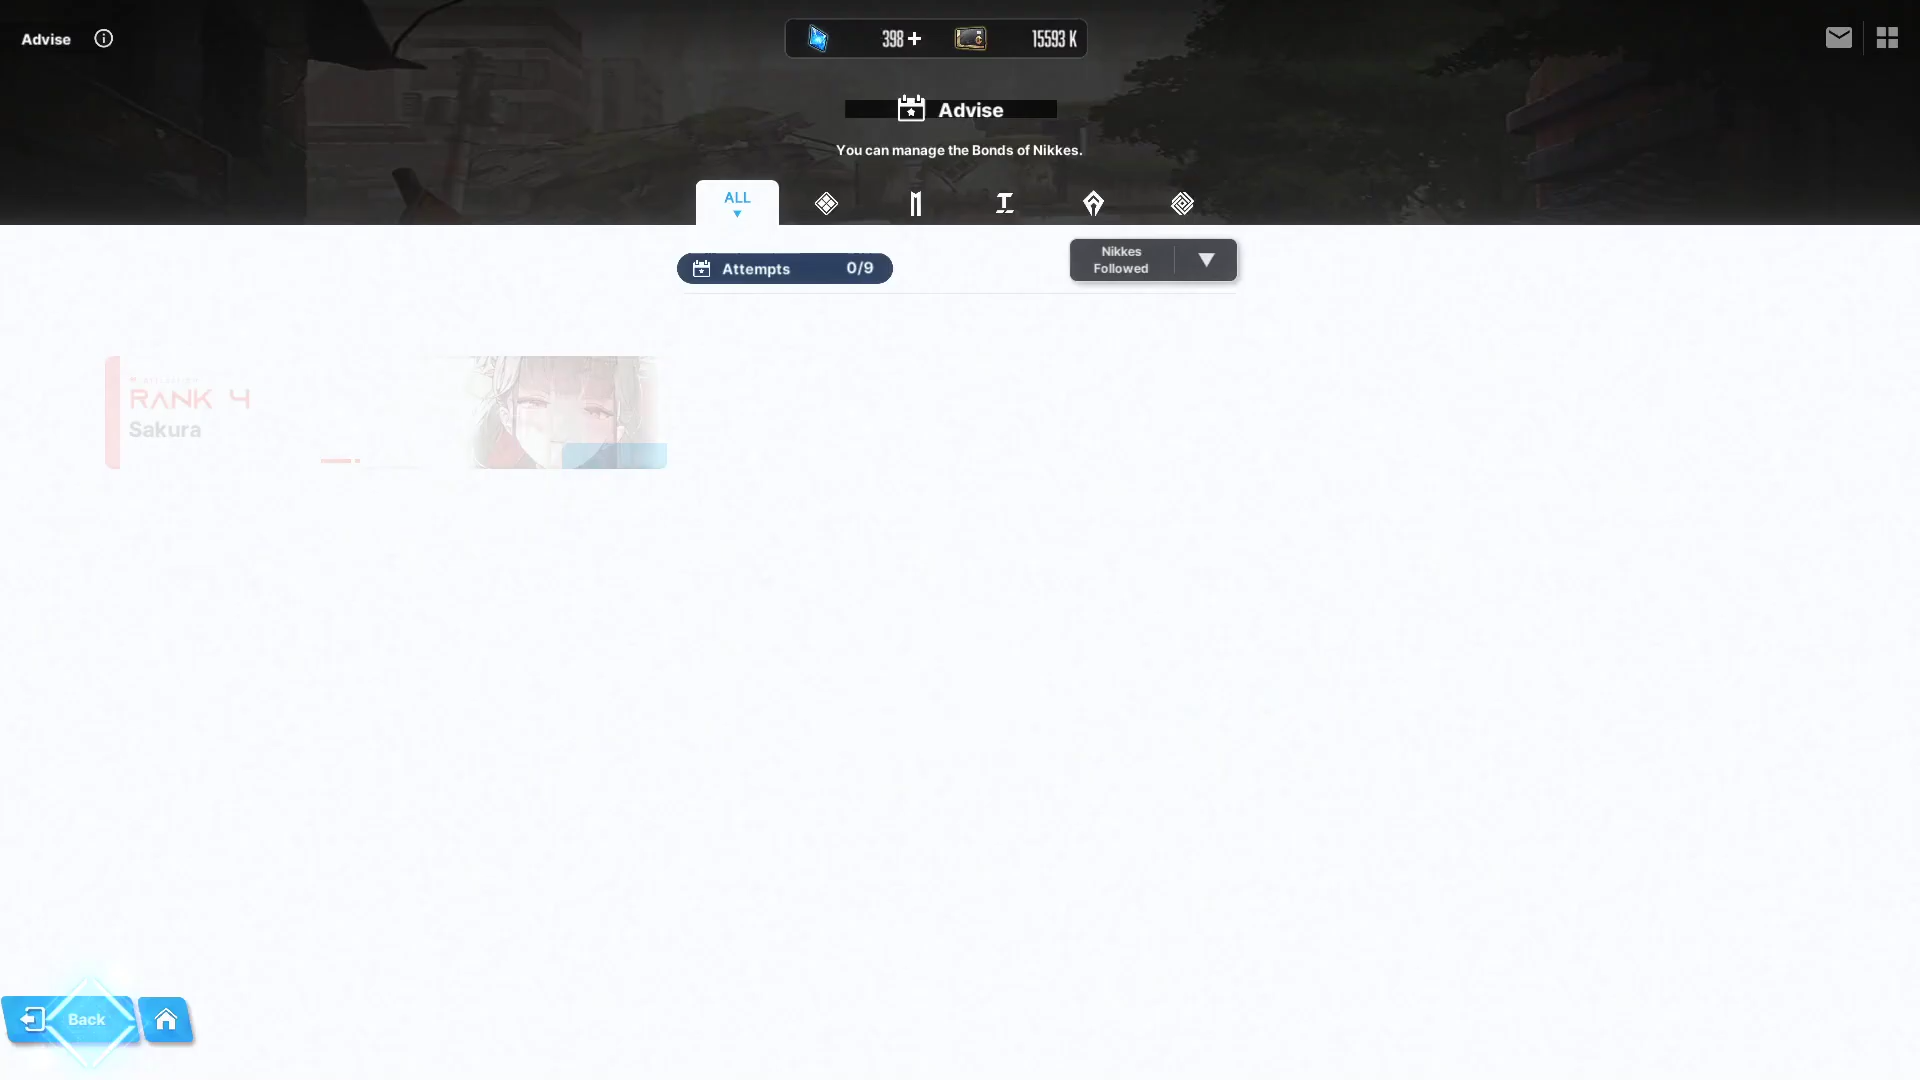 Advise
398
15593 K
Advise
You can manage the Bonds of Nikkes.
ALL
Attempts 0/9
Nikkes
Followed
RANK 4
Sakura
Back